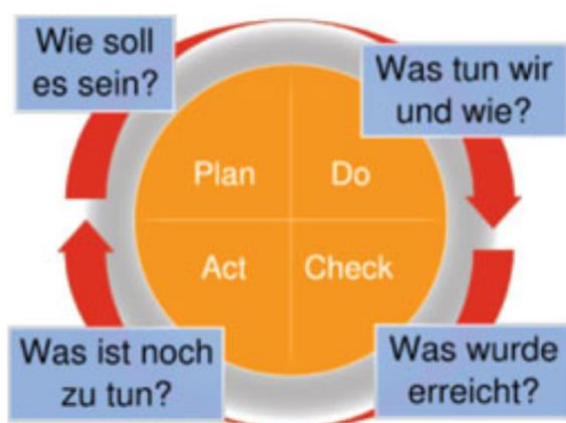 Wie soll
es sein?
Was tun wir
und wie?
Plan
Do
Act
Check
Was ist noch
zu tun?
Was wurde
erreicht?